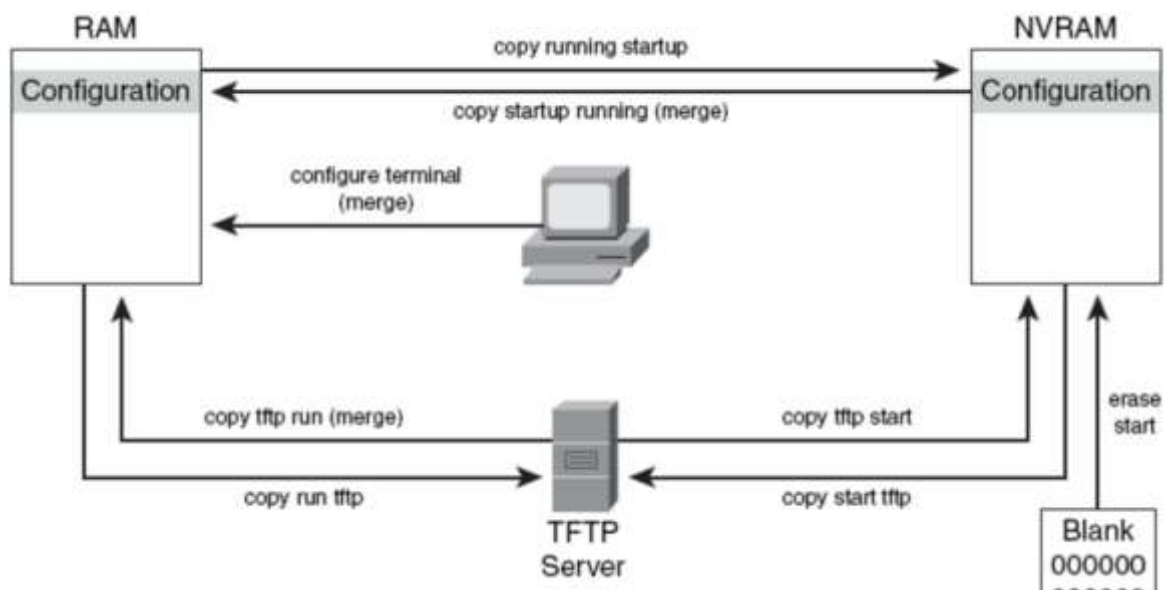 RAM
NVRAM
copy running startup
Configuration
Configuration
copy startup running (merge)
configure terminal
(merge)
copy tftp run (merge)
copy tftp start
erase
start
copy run tftp
copy start tftp
TFTP
Server
Blank
000000